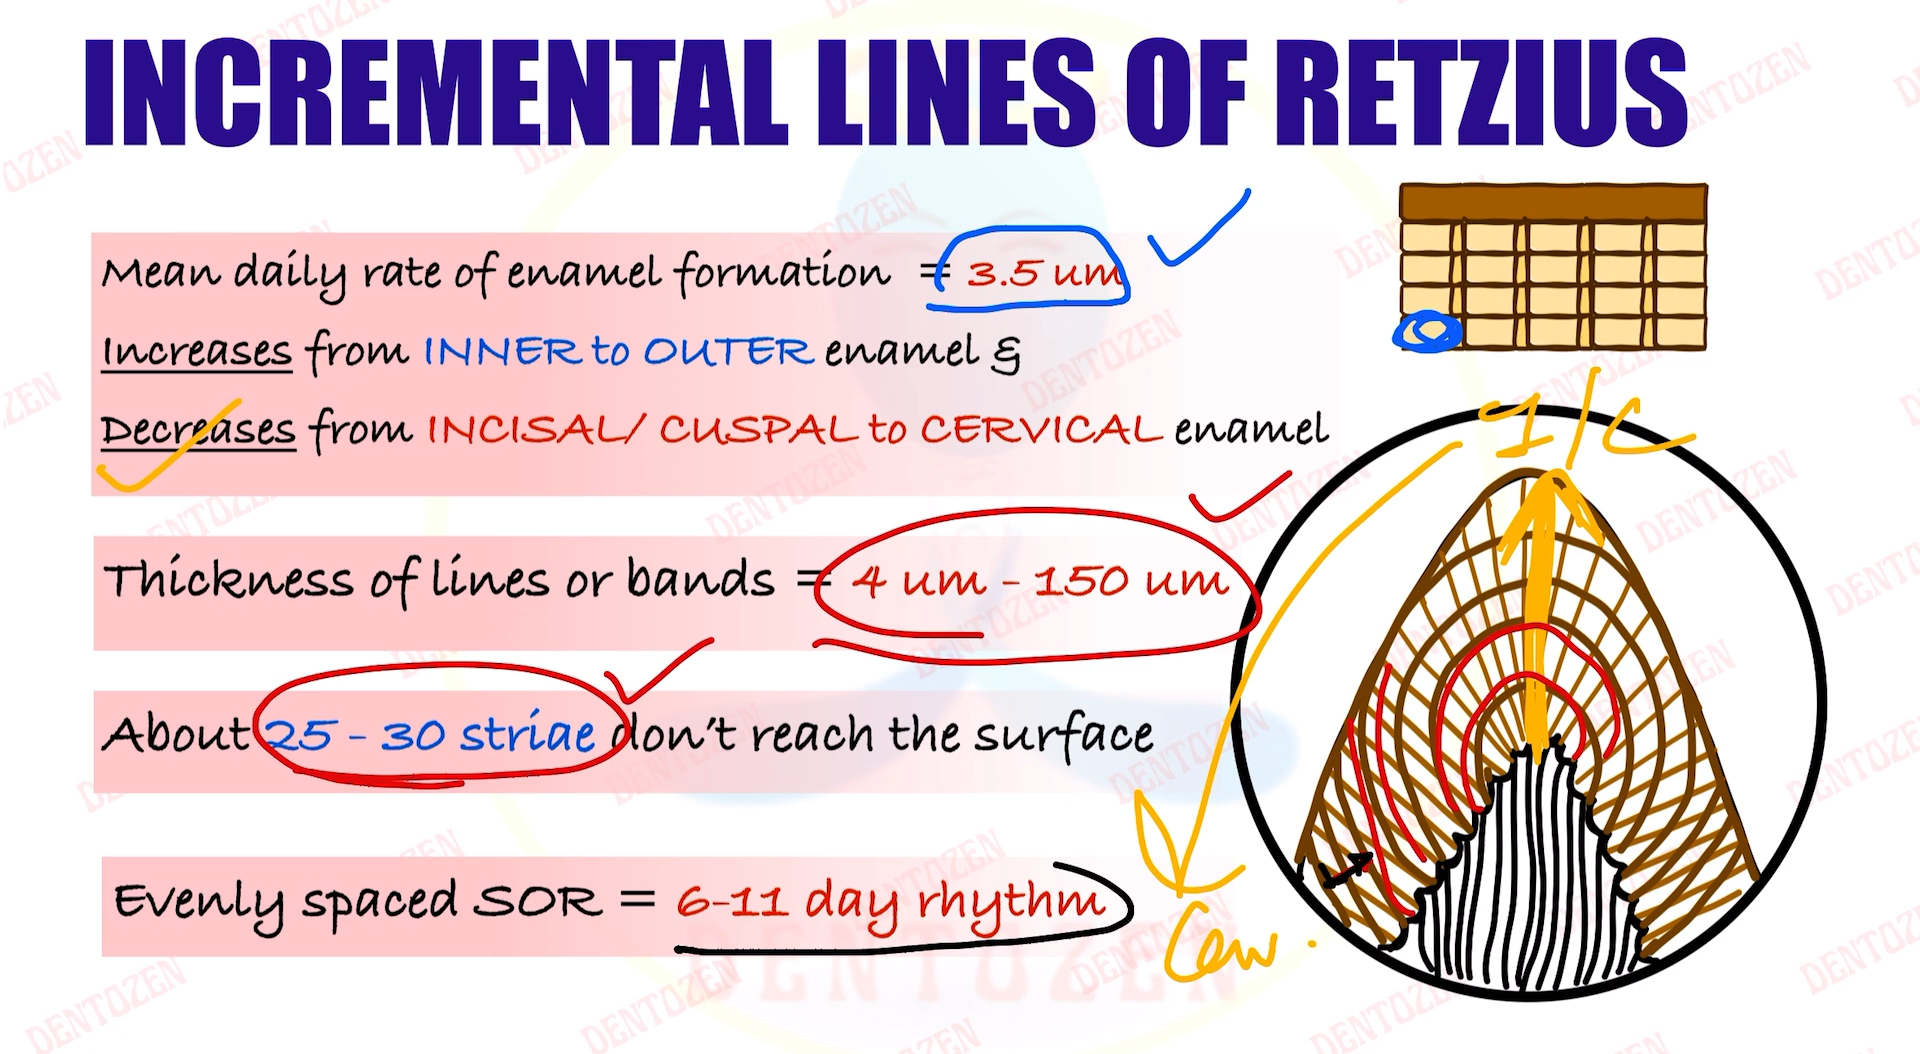 INCREMENTAL LINES OF RETZIUS
Mean daily rate of enamel formation = 3.5 um
Increases from INNER to OUTER enamel &
Decreases from INCISAL/ CUSPAL to CERVICAL enamel
I/C
Thickness of lines or bands = 4 um - 150 um
About 25 - 30 striae don't reach the surface
Evenly spaced SOR = 6-11 day rhythm
Cerv.
DENTOZEN